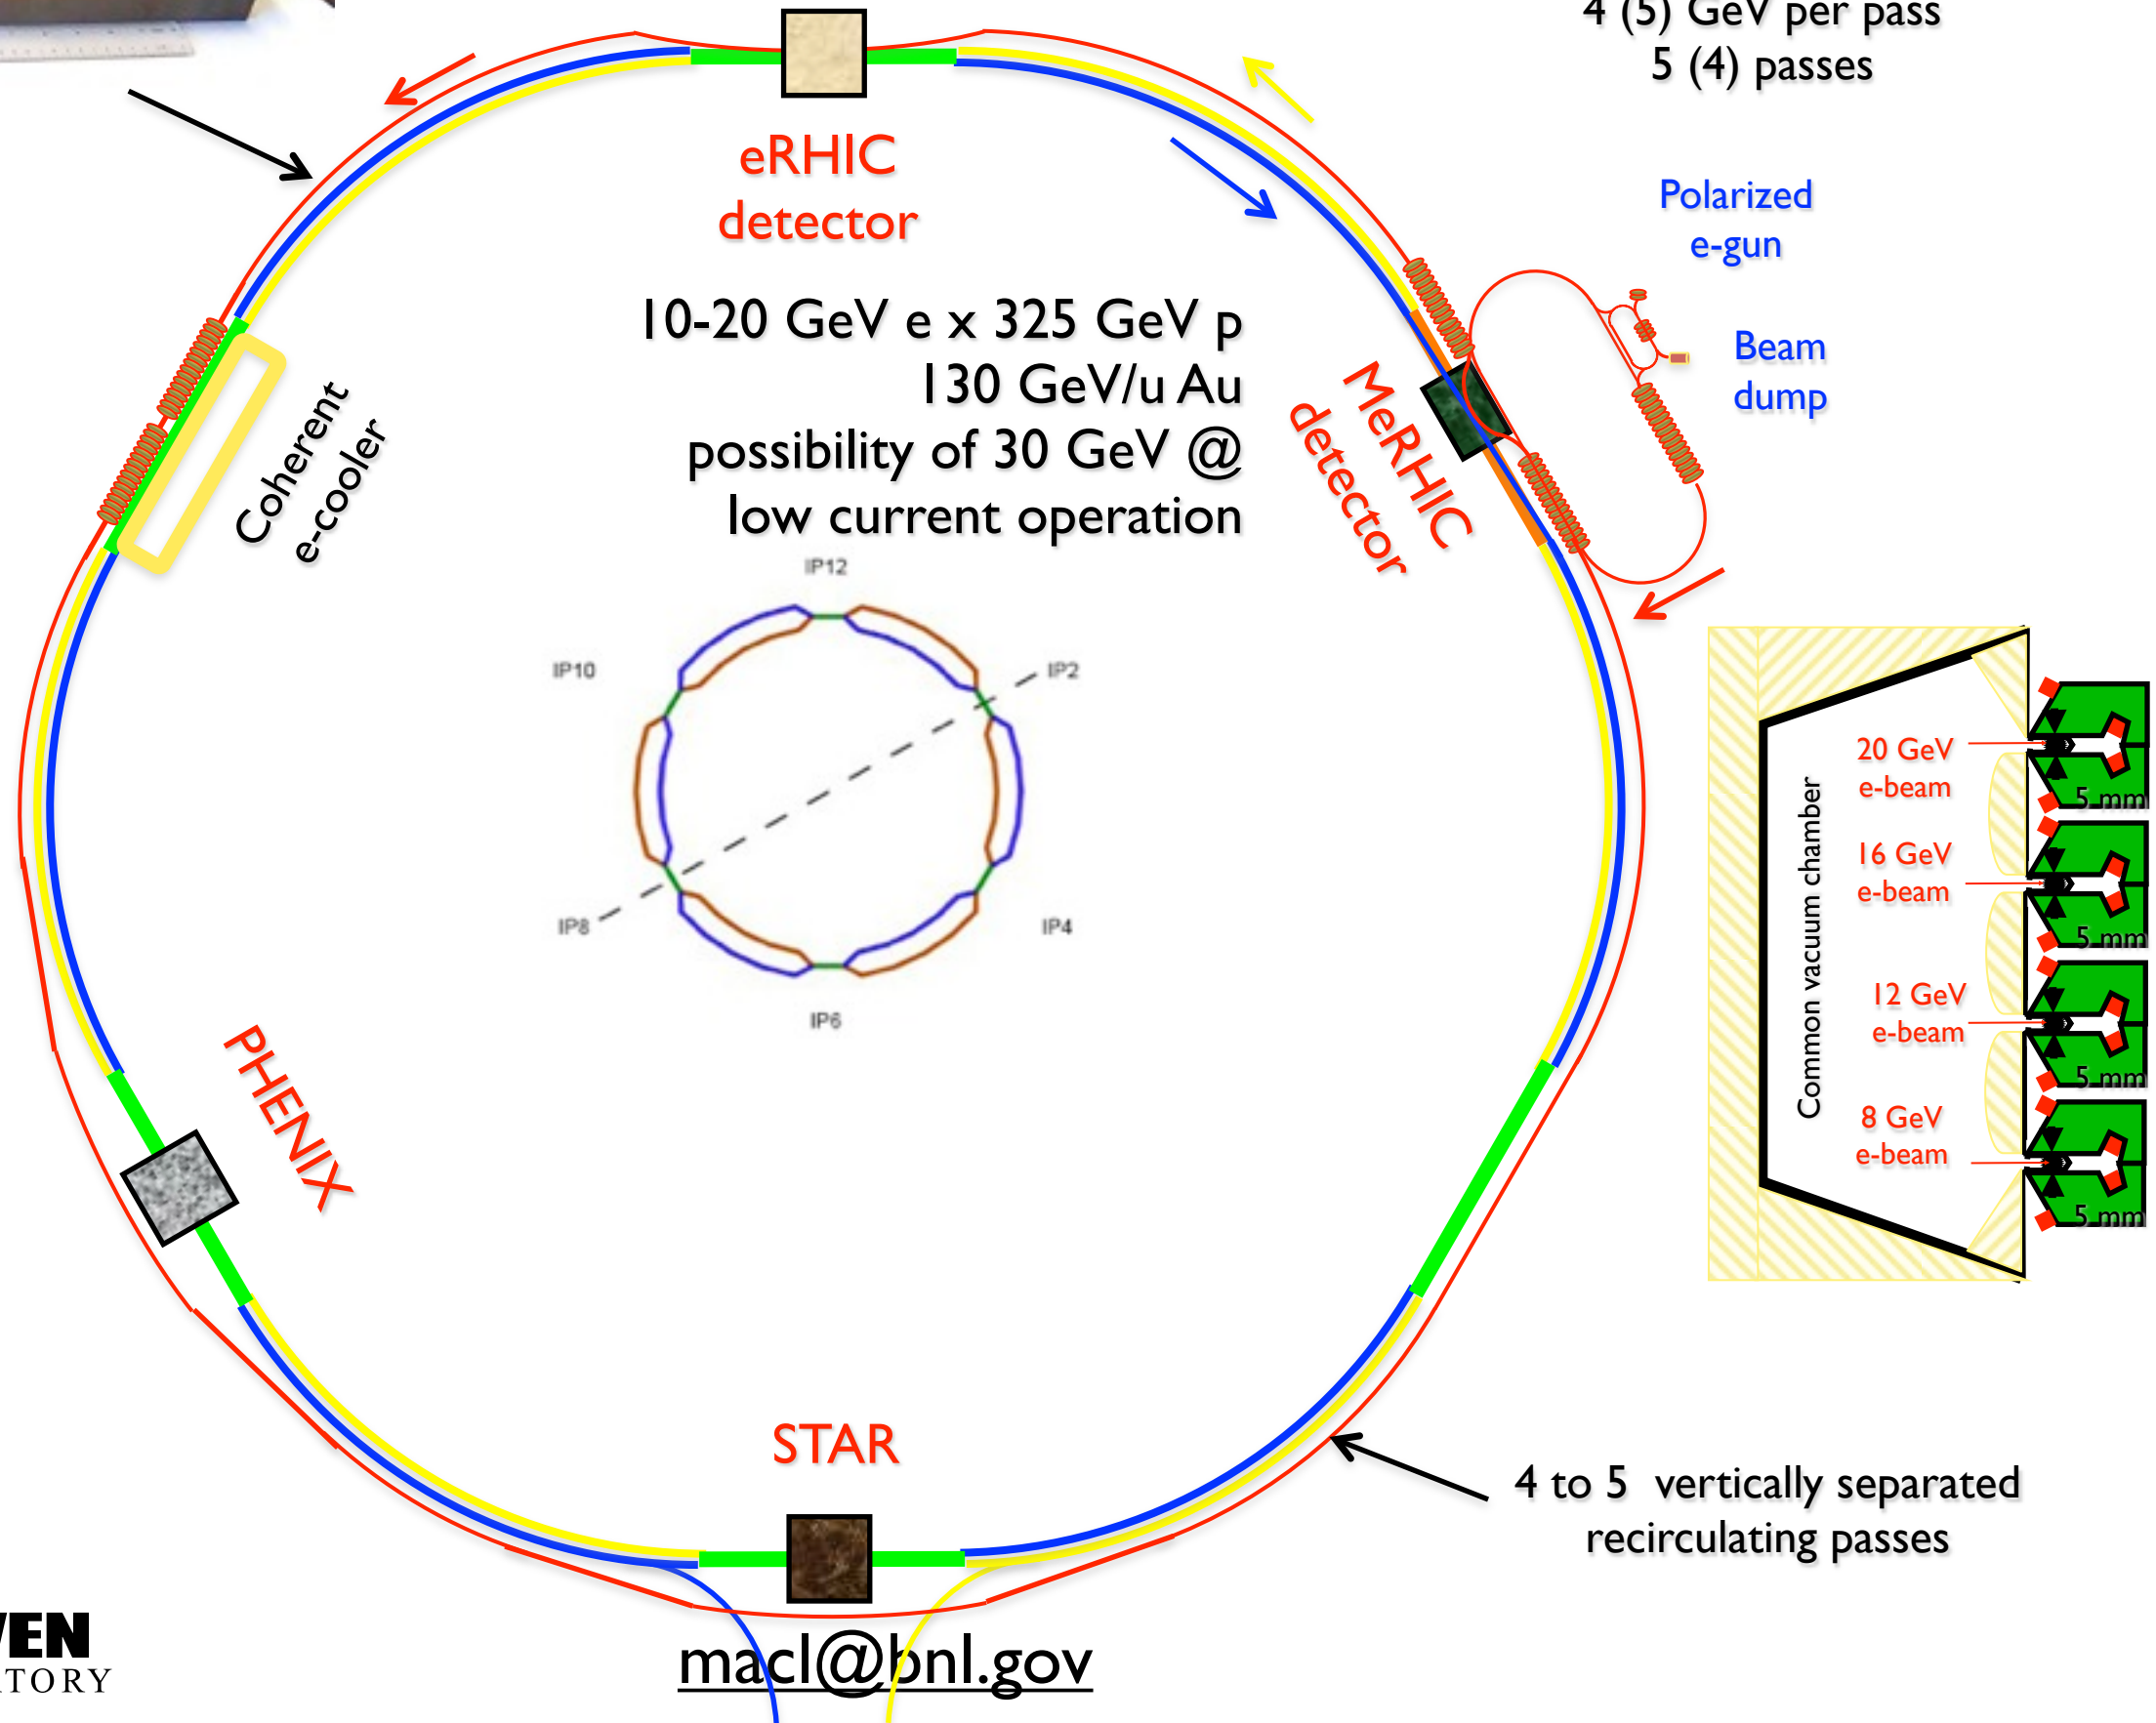 4 (5) GeV per pass
5 (4) passes
eRHIC
detector
Polarized
e-gun
Beam
dump
10-20 GeV e x 325 GeV p
130 GeV/u Au
possibility of 30 GeV @
low current operation
Coherent
e-cooler
MeRHIC
detector
IP12
IP10
IP2
IP8
IP4
IP6
Common vacuum chamber
20 GeV
e-beam
5 mm
16 GeV
e-beam
5 mm
12 GeV
e-beam
5 mm
8 GeV
e-beam
5 mm
PHENIX
STAR
4 to 5 vertically separated
recirculating passes
macl@bnl.gov